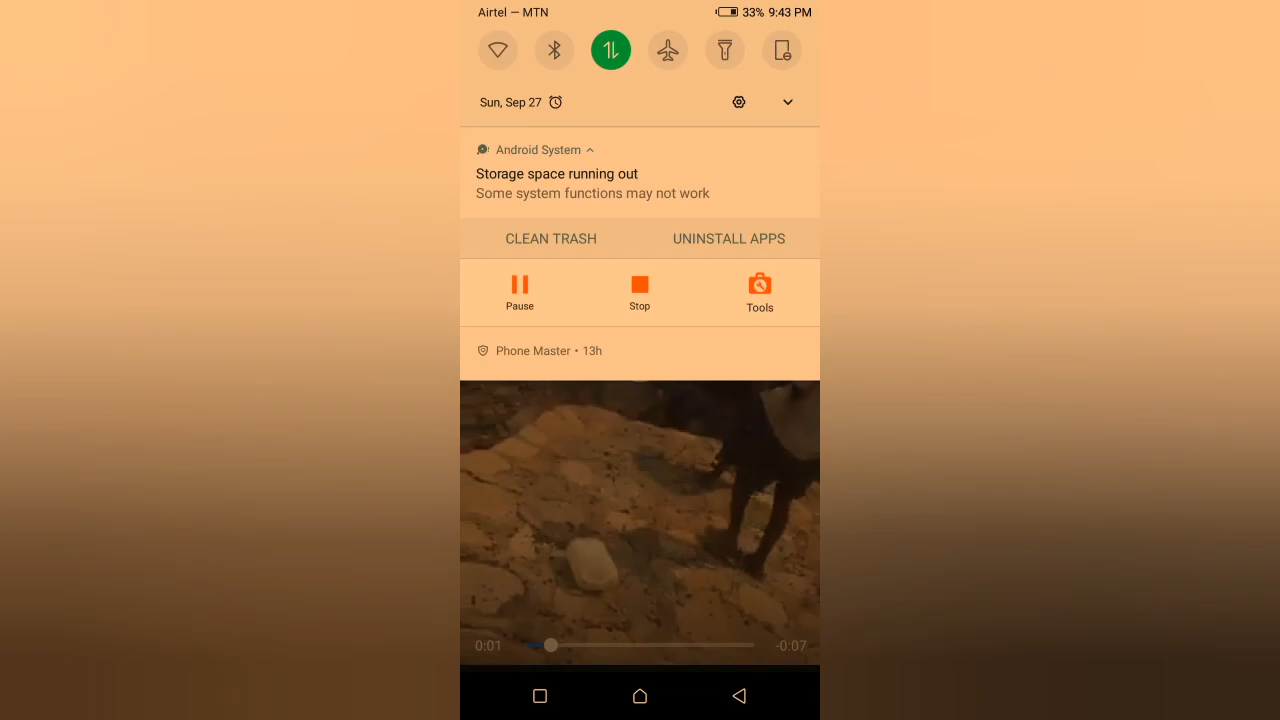 Airtel — MTN
33% 9:43 PM
Sun, Sep 27
Android System
Storage space running out
Some system functions may not work
CLEAN TRASH
UNINSTALL APPS
Pause
Stop
Tools
Phone Master • 13h
0:01
-0:07